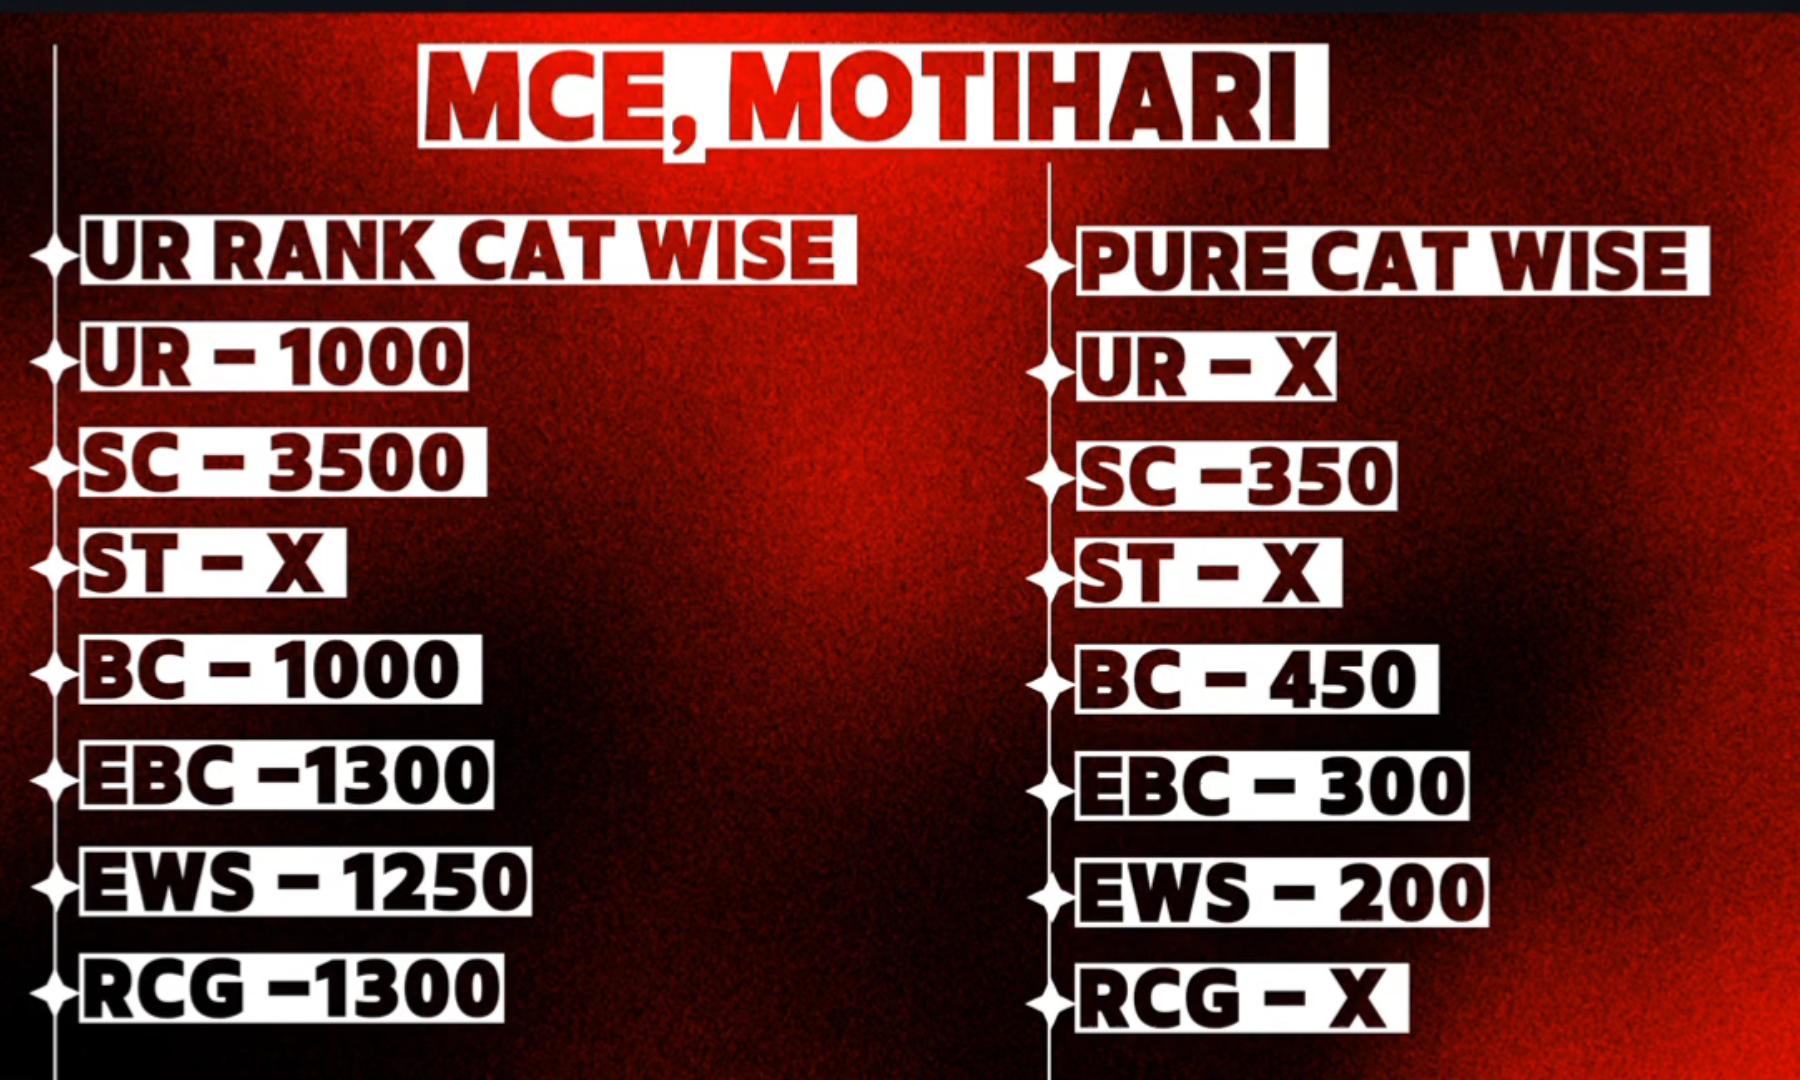 MCE, MOTIHARI
UR RANK CAT WISE
UR – 1000
SC – 3500
ST – X
BC – 1000
EBC –1300
EWS – 1250
RCG –1300
PURE CAT WISE
UR – X
SC –350
ST – X
BC – 450
EBC – 300
EWS – 200
RCG – X